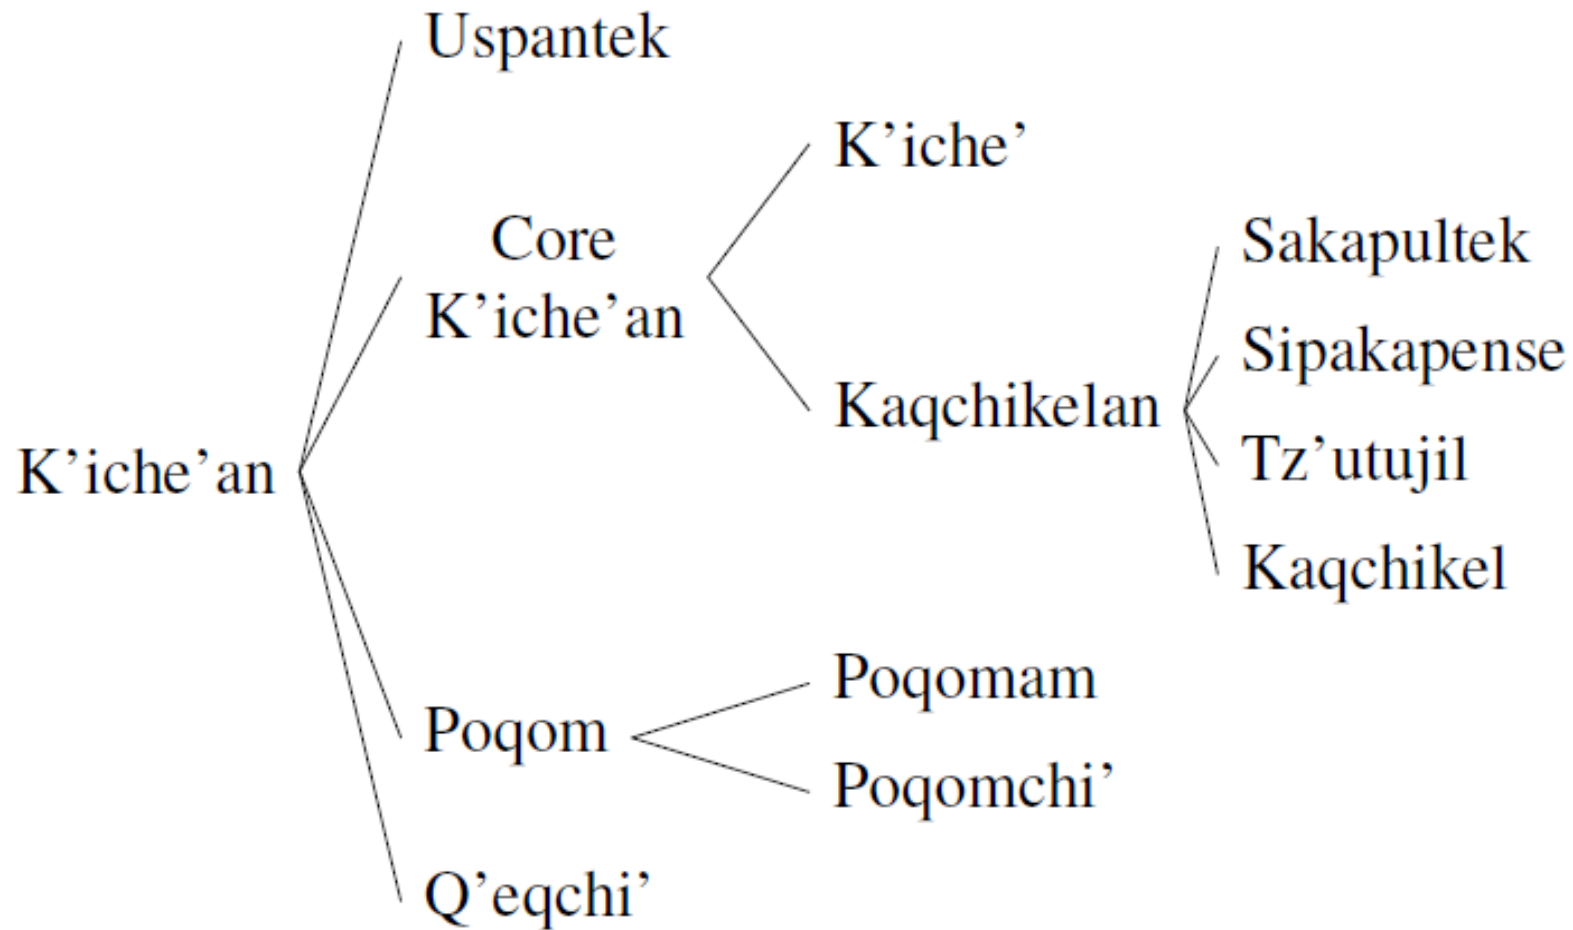 Uspantek
K’iche’
Core
K’iche’an
Sakapultek
Sipakapense
Kaqchikelan
Tz’utujil
K’iche’an
Kaqchikel
Poqomam
Poqom
Poqomchi’
Q’eqchi’